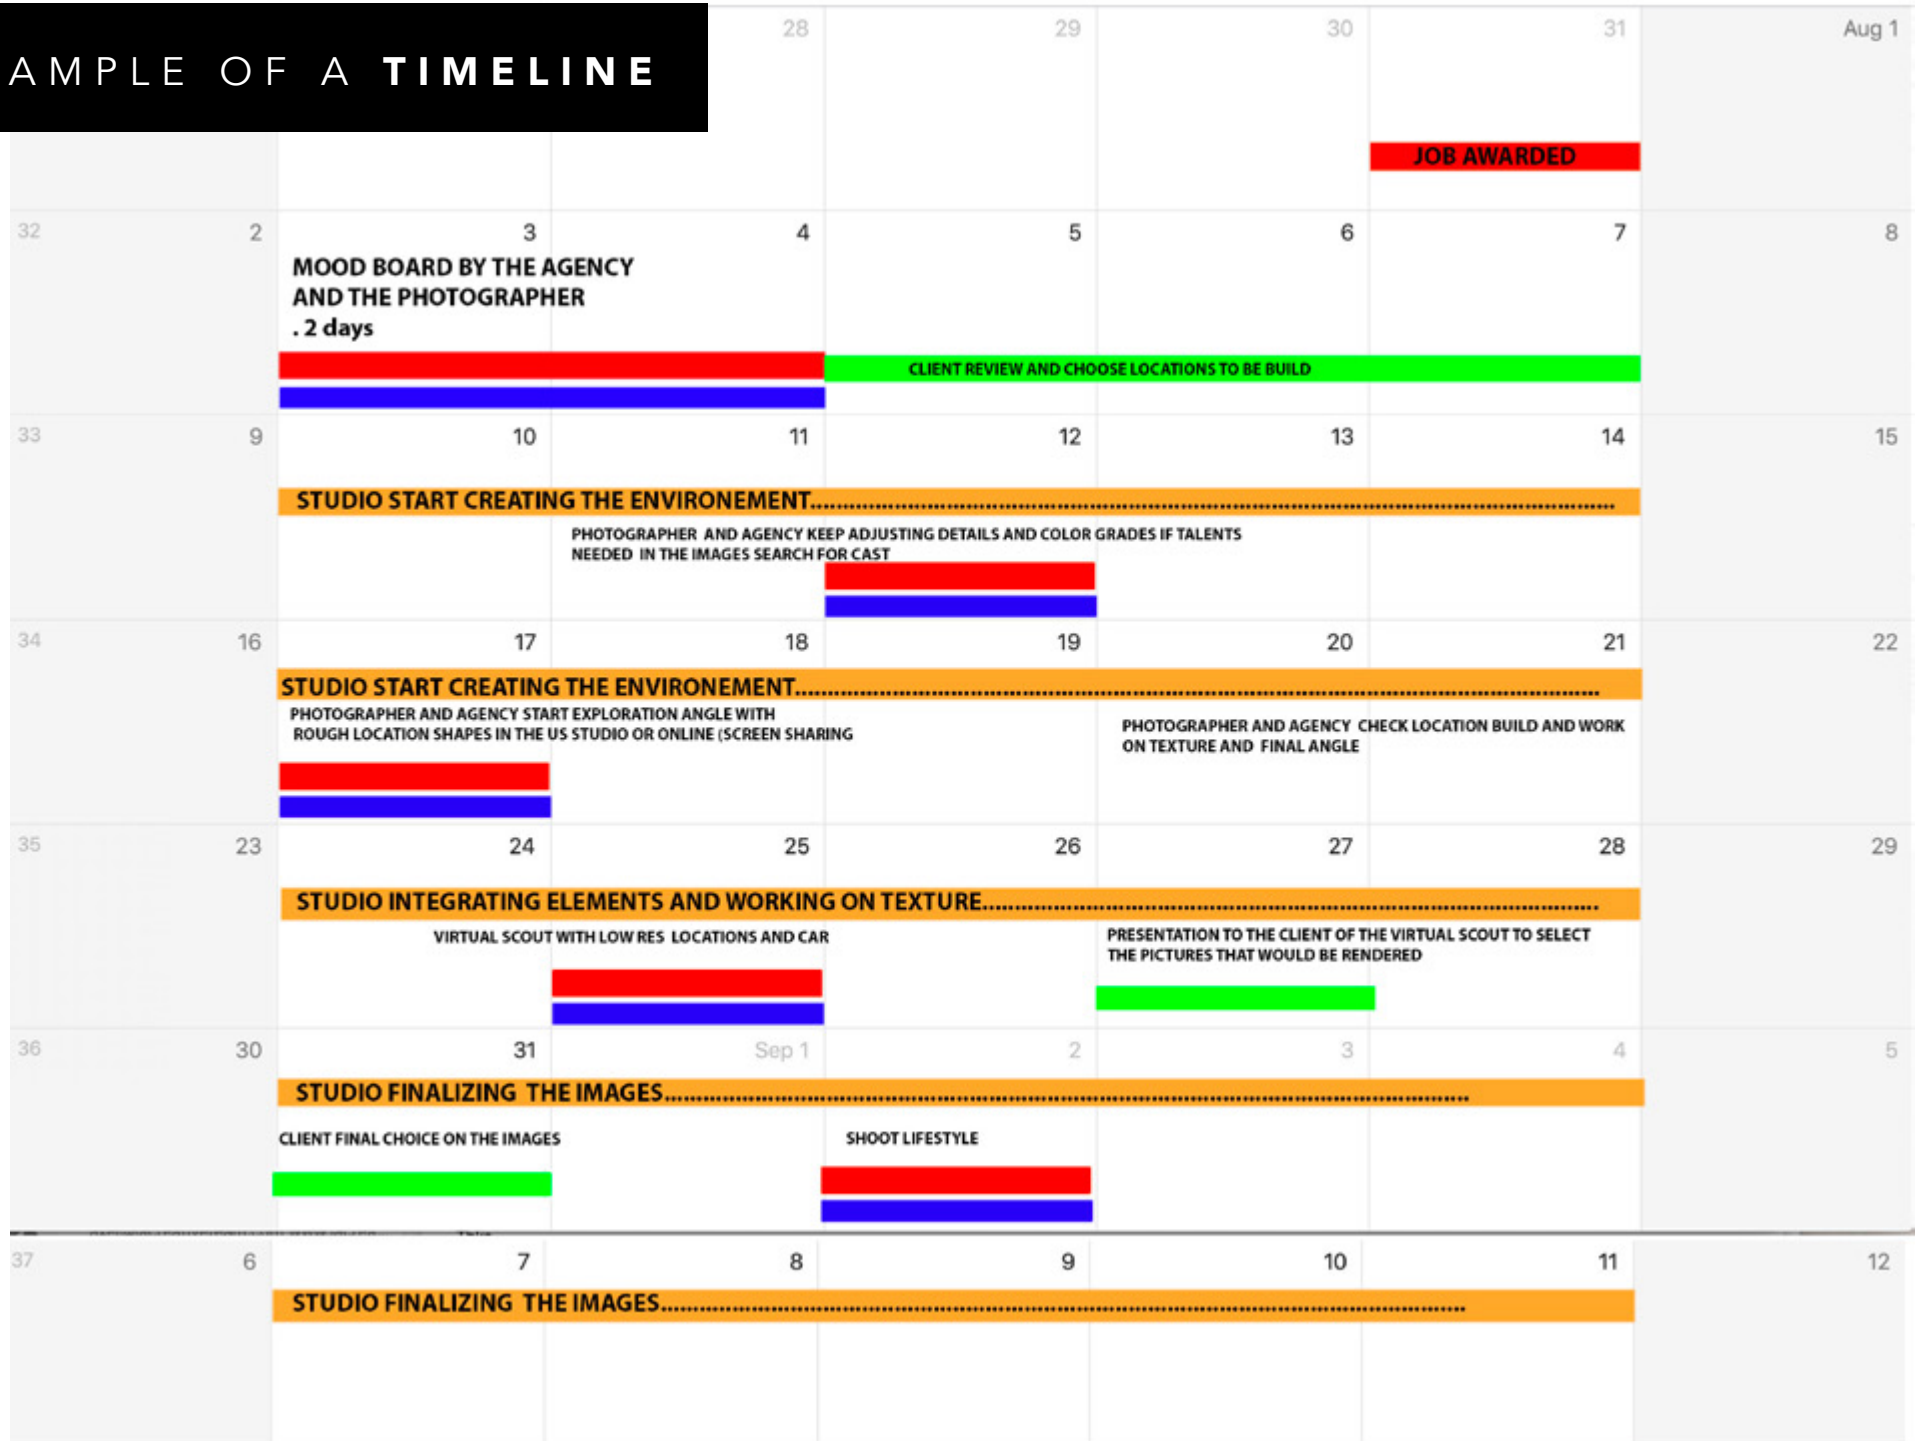 AMPLE OF A TIMELINE
28 29 30 31 Aug 1
JOB AWARDED
32 2 3 4 5 6 7 8
MOOD BOARD BY THE AGENCY
AND THE PHOTOGRAPHER
. 2 days
CLIENT REVIEW AND CHOOSE LOCATIONS TO BE BUILD
33 9 10 11 12 13 14 15
STUDIO START CREATING THE ENVIRONEMENT
PHOTOGRAPHER AND AGENCY KEEP ADJUSTING DETAILS AND COLOR GRADES IF TALENTS
NEEDED IN THE IMAGES SEARCH FOR CAST
34 16 17 18 19 20 21 22
STUDIO START CREATING THE ENVIRONEMENT
PHOTOGRAPHER AND AGENCY START EXPLORATION ANGLE WITH
ROUGH LOCATION SHAPES IN THE US STUDIO OR ONLINE (SCREEN SHARING
PHOTOGRAPHER AND AGENCY CHECK LOCATION BUILD AND WORK
ON TEXTURE AND FINAL ANGLE
35 23 24 25 26 27 28 29
STUDIO INTEGRATING ELEMENTS AND WORKING ON TEXTURE
VIRTUAL SCOUT WITH LOW RES LOCATIONS AND CAR
PRESENTATION TO THE CLIENT OF THE VIRTUAL SCOUT TO SELECT
THE PICTURES THAT WOULD BE RENDERED
36 30 31 Sep 1 2 3 4 5
STUDIO FINALIZING THE IMAGES
CLIENT FINAL CHOICE ON THE IMAGES
SHOOT LIFESTYLE
37 6 7 8 9 10 11 12
STUDIO FINALIZING THE IMAGES